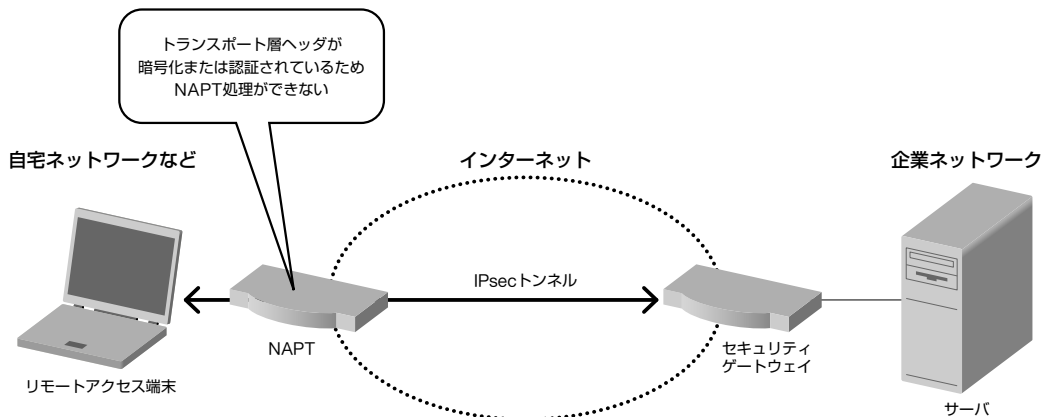 トランスポート層ヘッダが
暗号化または認証されているため
NAPT処理ができない
自宅ネットワークなど
インターネット
企業ネットワーク
IPsecトンネル
NAPT
セキュリティ
ゲートウェイ
リモートアクセス端末
サーバ